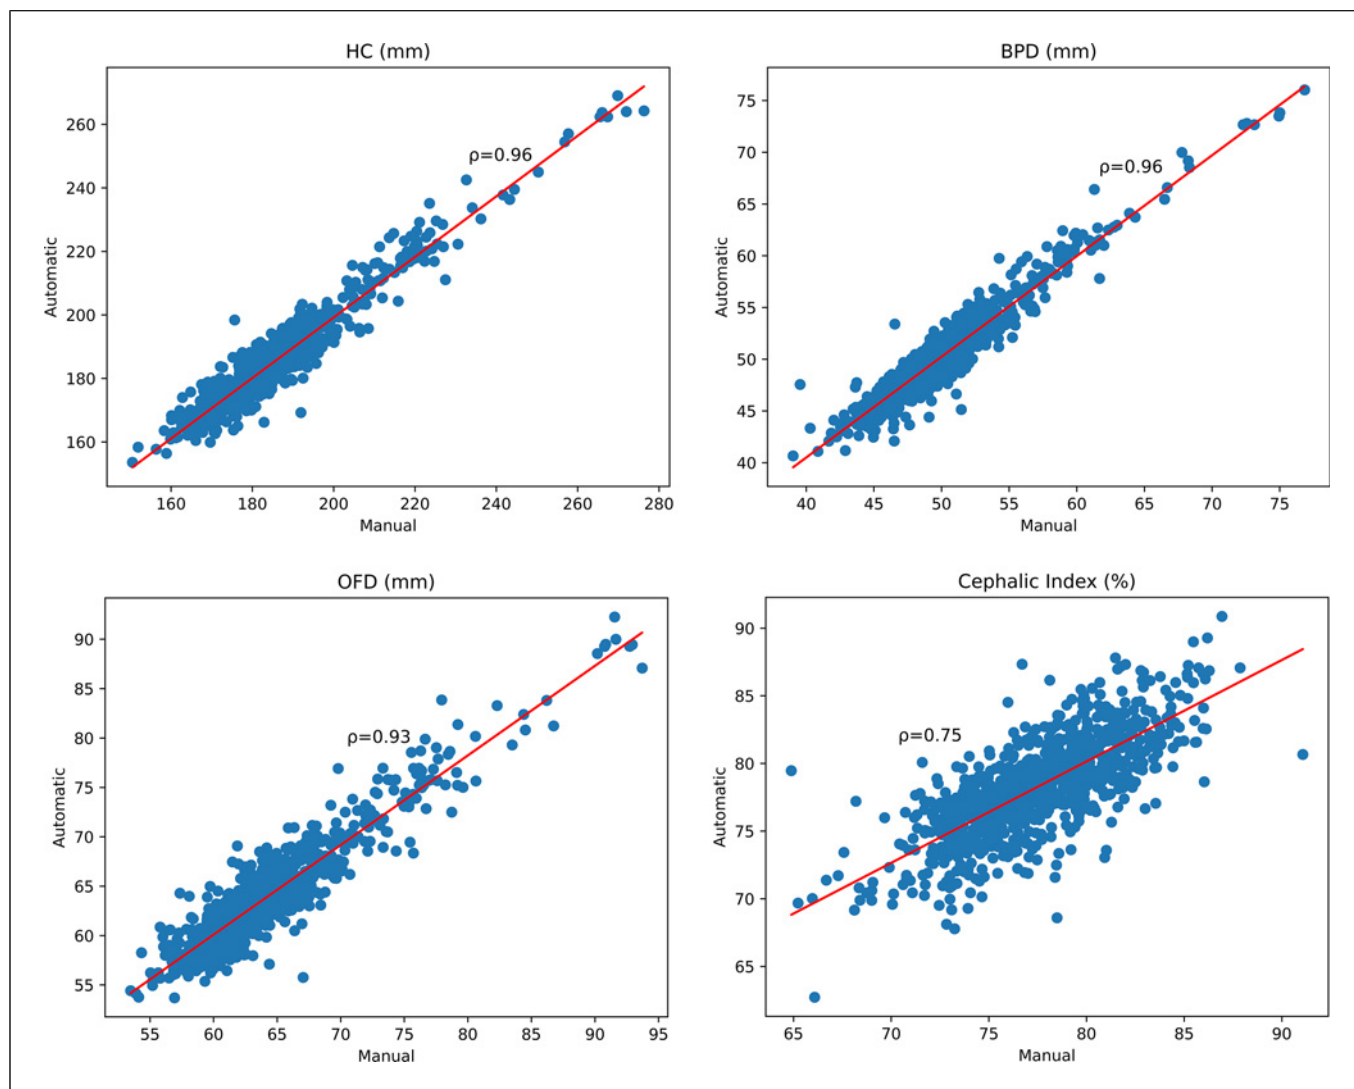 HC (mm)
260
240
220
200
180
160
Automatic
ρ=0.96
160 180 200 220 240 260 280
Manual
BPD (mm)
75
70
65
60
55
50
45
40
Automatic
ρ=0.96
40 45 50 55 60 65 70 75
Manual
OFD (mm)
90
85
80
75
70
65
60
55
Automatic
ρ=0.93
55 60 65 70 75 80 85 90 95
Manual
Cephalic Index (%)
90
85
80
75
70
65
Automatic
ρ=0.75
65 70 75 80 85 90
Manual